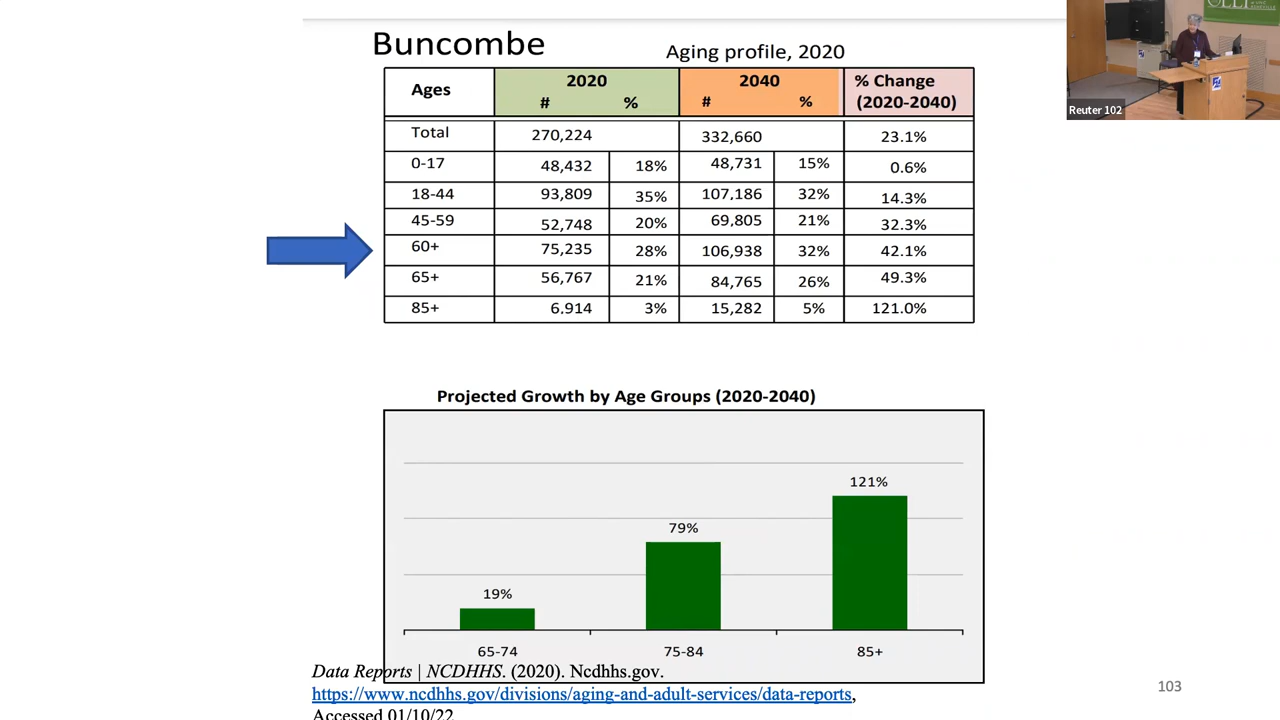 Buncombe
Aging profile, 2020
Ages 2020 # % 2040 # % % Change (2020-2040)
Total 270,224 332,660 23.1%
0-17 48,432 18% 48,731 15% 0.6%
18-44 93,809 35% 107,186 32% 14.3%
45-59 52,748 20% 69,805 21% 32.3%
60+ 75,235 28% 106,938 32% 42.1%
65+ 56,767 21% 84,765 26% 49.3%
85+ 6.914 3% 15,282 5% 121.0%
Projected Growth by Age Groups (2020-2040)
19% 79% 121%
65-74 75-84 85+
Data Reports | NCDHHS. (2020). Ncdhhs.gov.
https://www.ncdhhs.gov/divisions/aging-and-adult-services/data-reports,
Accessed 01/10/22
103
OLLI
Reuter 102